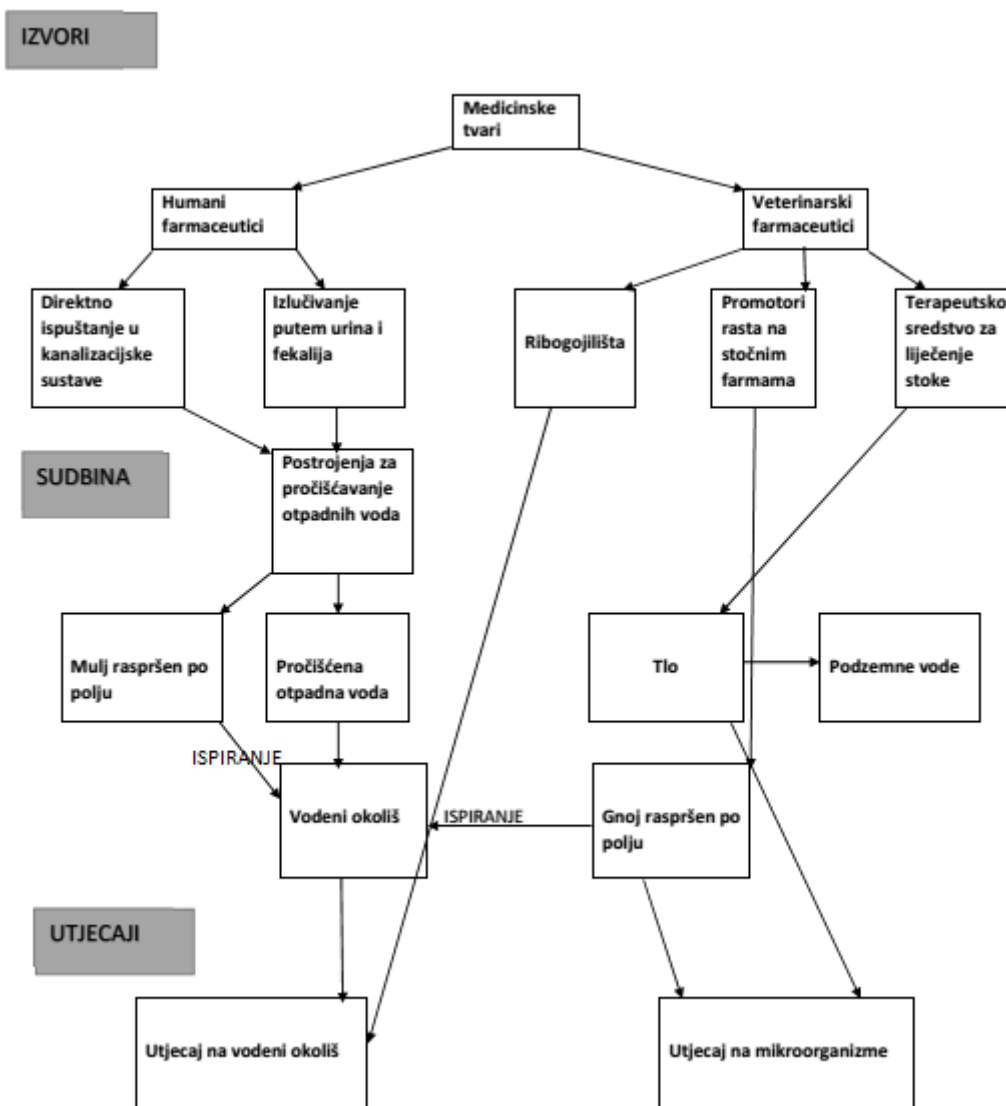 IZVORI
Medicinske
tvari
Humani
farmaceutici
Veterinarski
farmaceutici
Direktno
ispuštanje u
kanalizacijske
sustave
Izlučivanje
putem urina i
fekalija
Ribogojilišta
Promotori
rasta na
stočnim
farmama
Terapeutsko
sredstvo za
liječenje
stoke
SUDBINA
Postrojenja za
pročišćavanje
otpadnih voda
Mulj raspršen po
polju
Pročišćena
otpadna voda
Tlo
Podzemne vode
ISPIRANJE
Vodeni okoliš
ISPIRANJE
Gnoj raspršen po
polju
UTJECAJI
Utjecaj na vodeni okoliš
Utjecaj na mikroorganizme